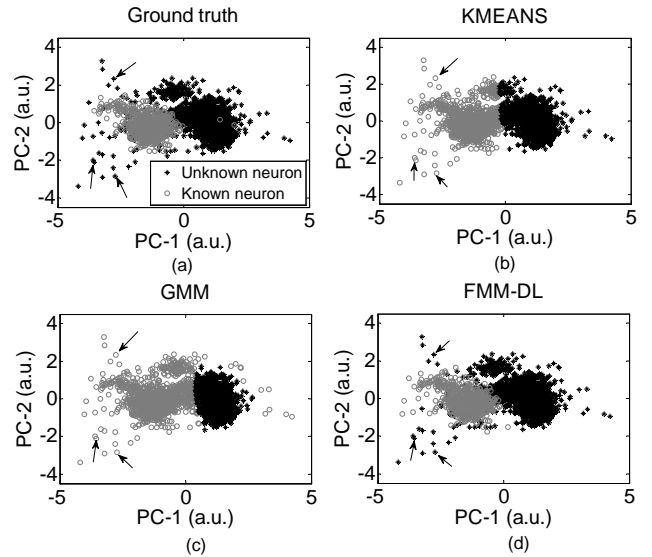 Ground truth
KMEANS
4
2
0
-2
-4
PC-2 (a.u.)
Unknown neuron
Known neuron
-5
0
5
PC-1 (a.u.)
(a)
4
2
0
-2
-4
PC-2 (a.u.)
-5
0
5
PC-1 (a.u.)
(b)
GMM
FMM-DL
4
2
0
-2
-4
PC-2 (a.u.)
-5
0
5
PC-1 (a.u.)
(c)
4
2
0
-2
-4
PC-2 (a.u.)
-5
0
5
PC-1 (a.u.)
(d)